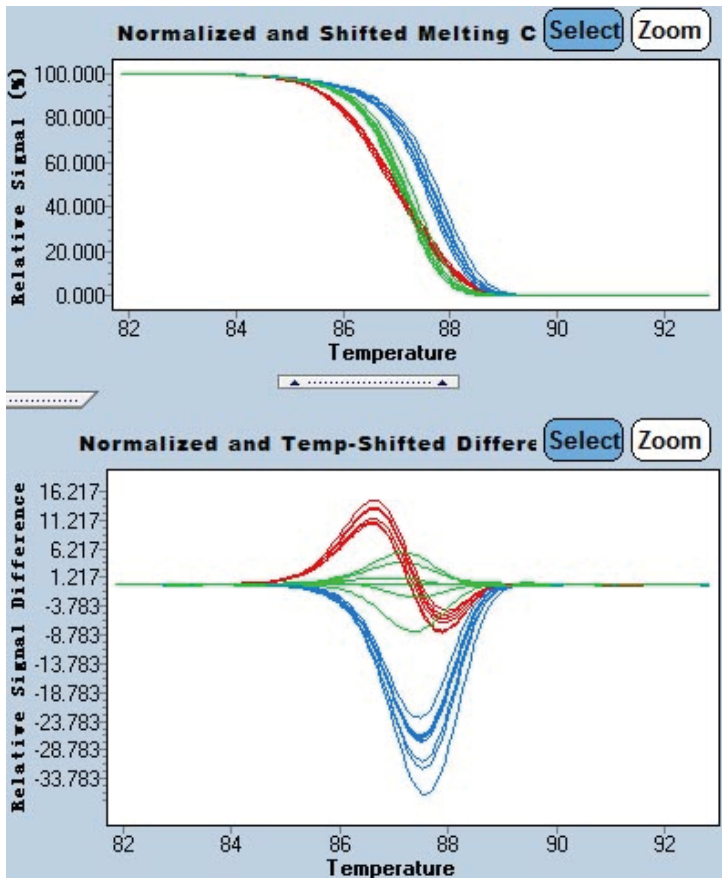 Normalized and Shifted Melting C
Select
Zoom
Relative Signal (%)
100.000
80.000
60.000
40.000
20.000
0.000
82 84 86 88 90 92
Temperature
Normalized and Temp-Shifted Differe
Select
Zoom
Relative Signal Difference
16.217
11.217
6.217
1.217
-3.783
-8.783
-13.783
-18.783
-23.783
-28.783
-33.783
82 84 86 88 90 92
Temperature